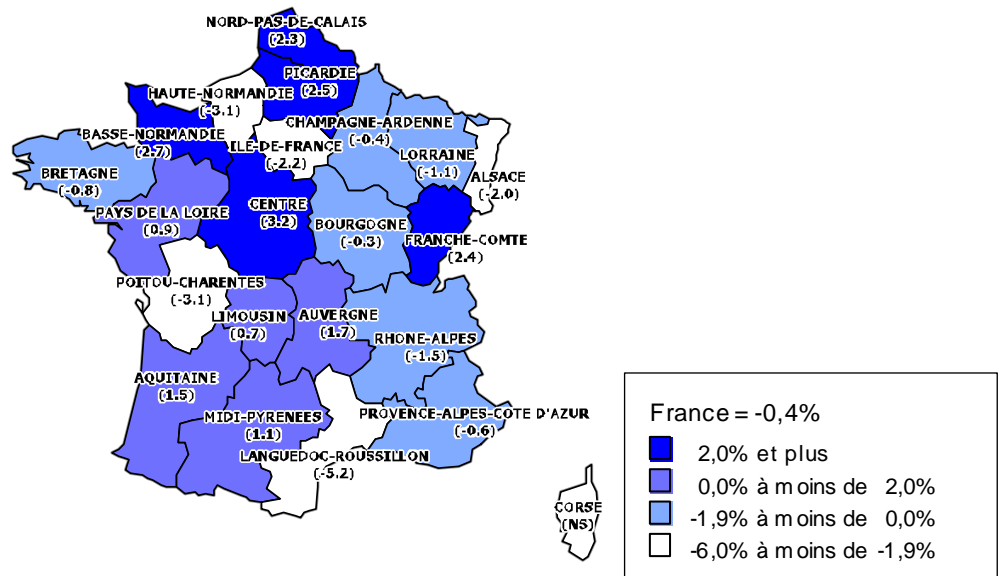 NORD-PAS-DE-CALAIS
(2.3)
PICARDIE
(2.5)
HAUTE-NORMANDIE
(-3.1)
CHAMPAGNE-ARDENNE
(-0.4)
BASSE-NORMANDIE
(2.7)
ILE-DE-FRANCE
(-2.2)
LORRAINE
(-1.1)
ALSACE
(-2.0)
BRETAGNE
(-0.8)
PAYS DE LA LOIRE
(0.9)
CENTRE
(3.2)
BOURGOGNE
(-0.3)
FRANCHE-COMTE
(2.4)
POITOU-CHARENTES
(-3.1)
LIMOUSIN
(0.7)
AUVERGNE
(1.7)
RHONE-ALPES
(-1.5)
AQUITAINE
(1.5)
MIDI-PYRENEES
(1.1)
PROVENCE-ALPES-COTE D'AZUR
(-0.6)
LANGUEDOC-ROUSSILLON
(-5.2)
CORSE
(NS)
France = -0,4%
2,0% et plus
0,0% à moins de 2,0%
-1,9% à moins de 0,0%
-6,0% à moins de -1,9%